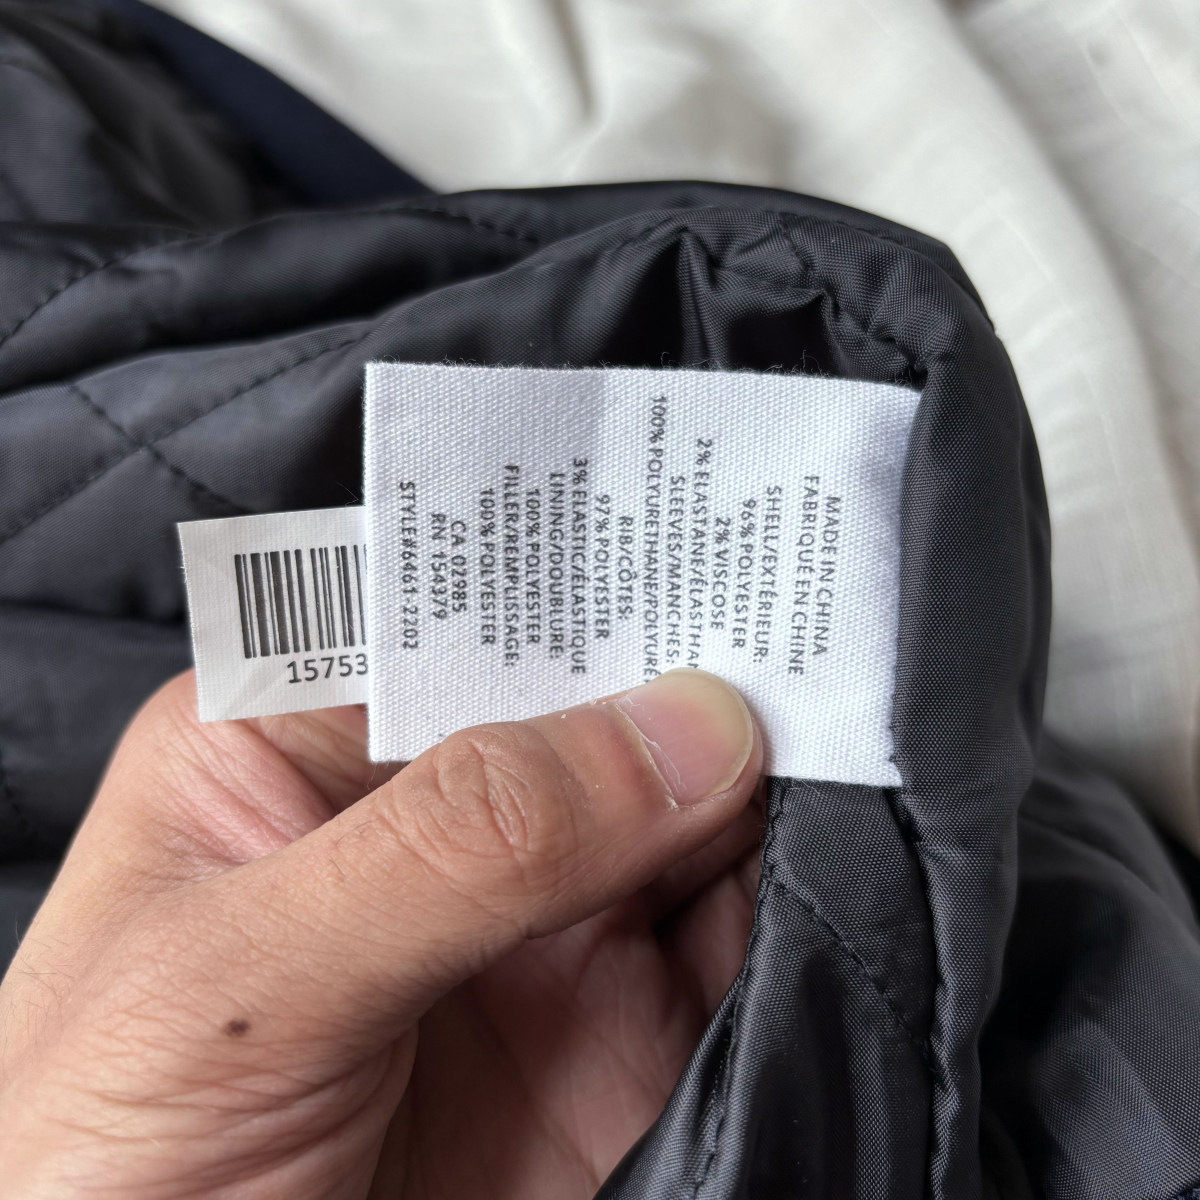 MADE IN CHINA
FABRIQUÉ EN CHINE
SHELL/EXTÉRIEUR:
96% POLYESTER
2% VISCOSE
2% ELASTANE/ÉLASTHAN
SLEEVES/MANCHES:
100% POLYURETHANE/POLYURÉ
RIB/CÔTES:
97% POLYESTER
3% ELASTIC/ÉLASTIQUE
LINING/DOUBLURE:
100% POLYESTER
FILLER/REMPLISSAGE:
100% POLYESTER
CA 07985
RN 154379
STYLE#6461-2202
15753